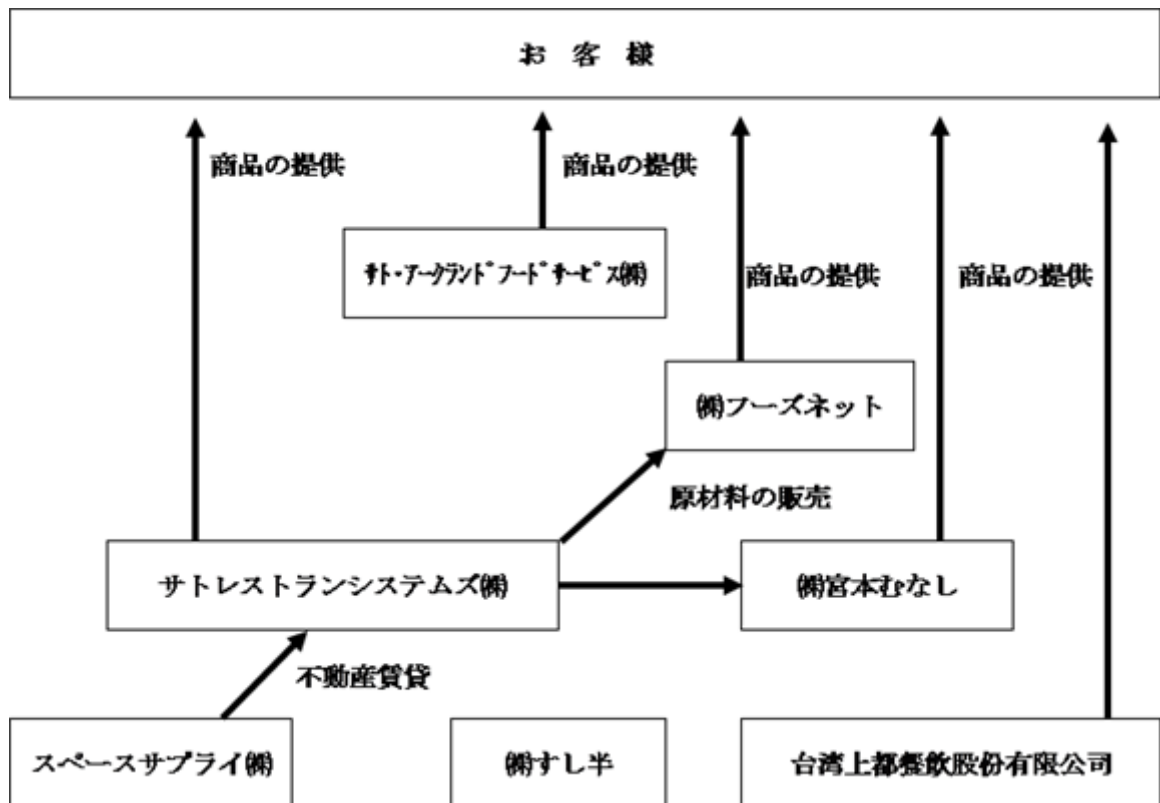 お 客 様
商品の提供
商品の提供
ｻﾄ･ｱｰｸﾗﾝﾄﾞﾌｰﾄﾞｻｰﾋﾞｽ㈱
商品の提供
商品の提供
㈱フーズネット
原材料の販売
サトレストランシステムズ㈱
㈱宮本むなし
不動産賃貸
スペースサプライ㈱
㈱すし半
台湾上都餐飲股份有限公司